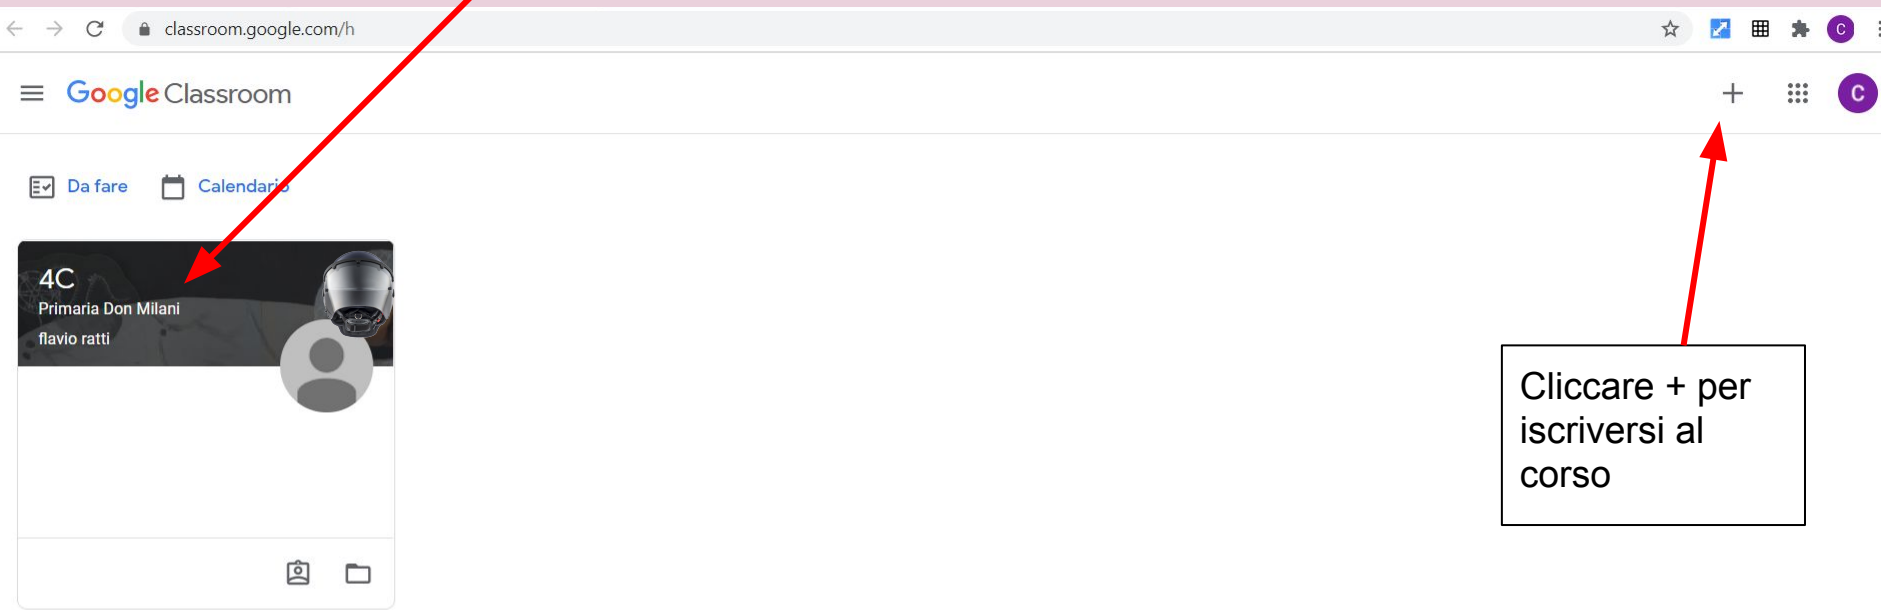 classroom.google.com/h
C
Google Classroom
C
Da fare
Calendario
4C
Primaria Don Milani
flavio ratti
Cliccare + per
iscriversi al
corso